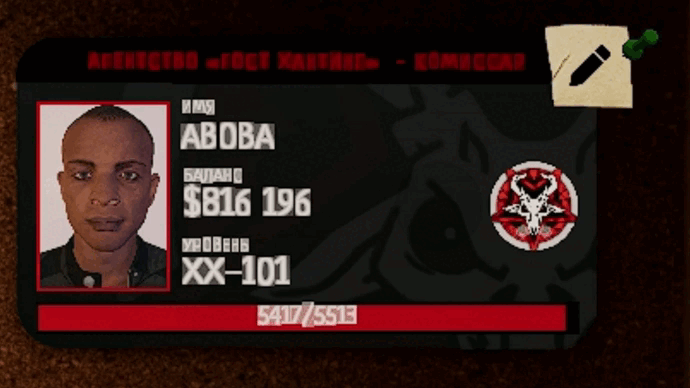 АГЕНТСТВО «ГОСТ ХАНТИНГ» - КОМИССАР
ИМЯ
АВОВА
БАЛАНС
$816 196
УРОВЕНЬ
XX-101
5417/5513